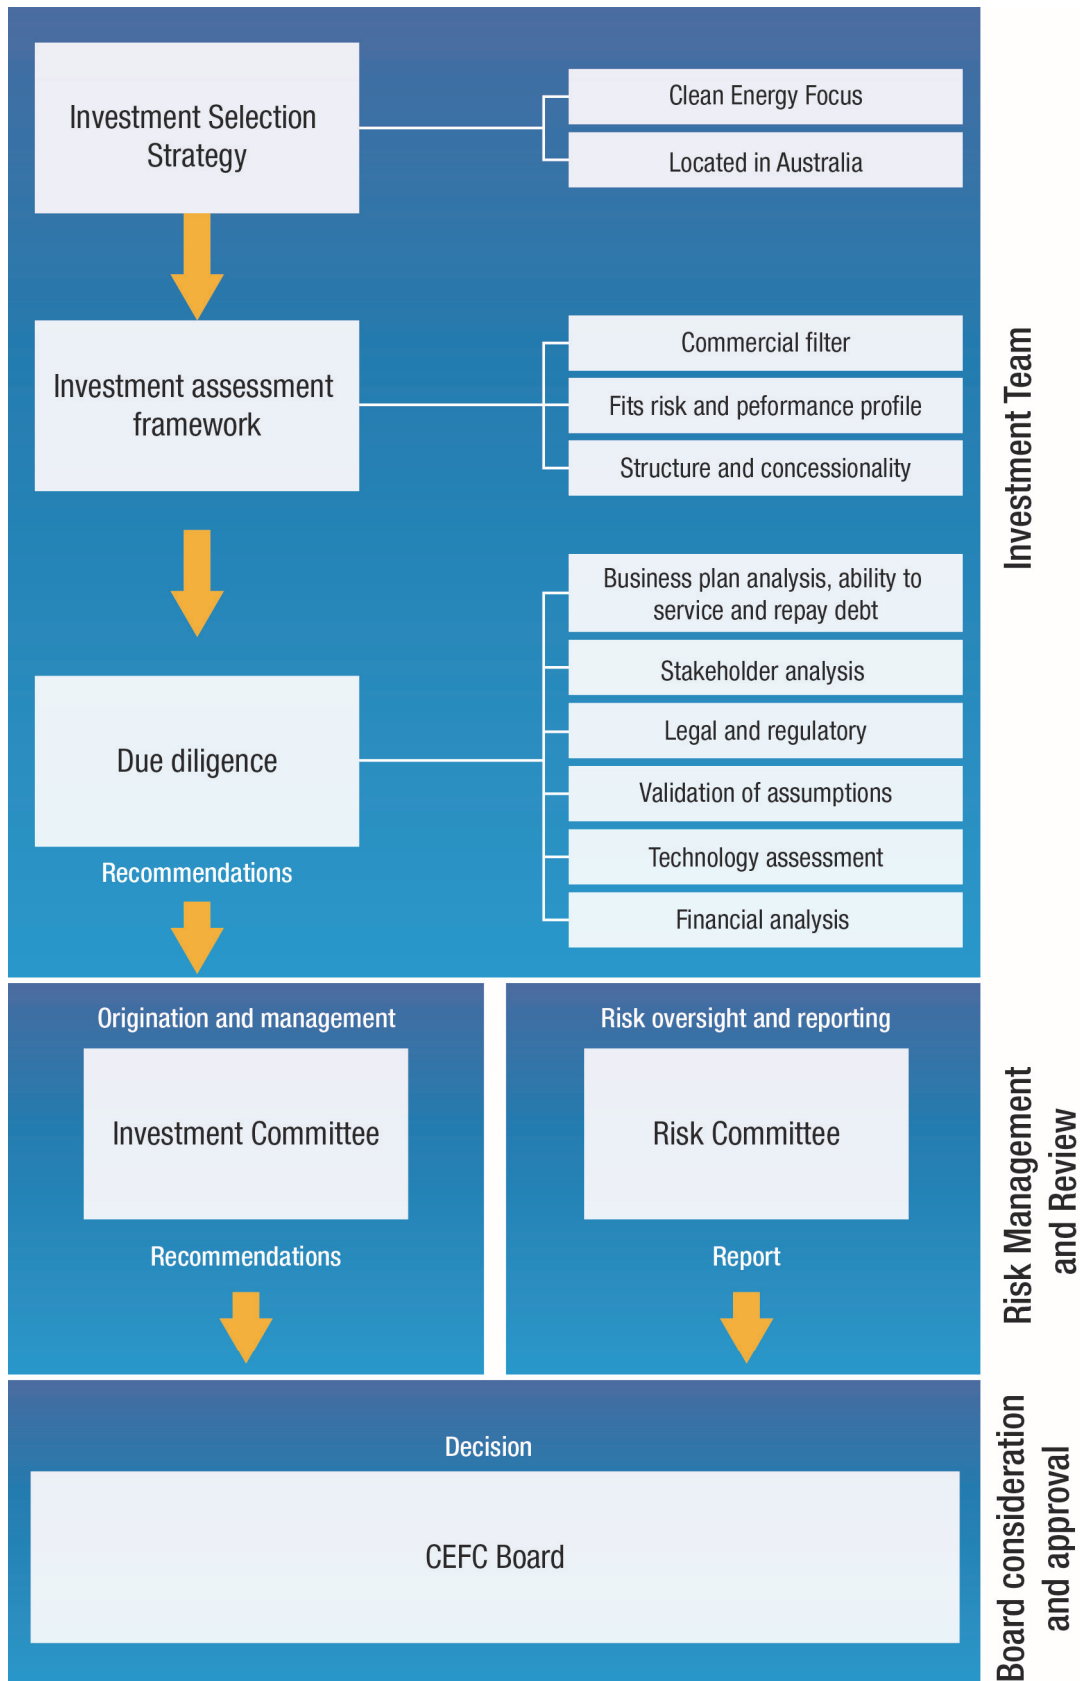 Investment Selection
Strategy
Clean Energy Focus
Located in Australia
Investment assessment
framework
Commercial filter
Fits risk and peformance profile
Structure and concessionality
Due diligence
Business plan analysis, ability to
service and repay debt
Stakeholder analysis
Legal and regulatory
Validation of assumptions
Technology assessment
Financial analysis
Recommendations
Investment Team
Origination and management
Investment Committee
Recommendations
Risk oversight and reporting
Risk Committee
Report
Risk Management
and Review
Decision
CEFC Board
Board consideration
and approval